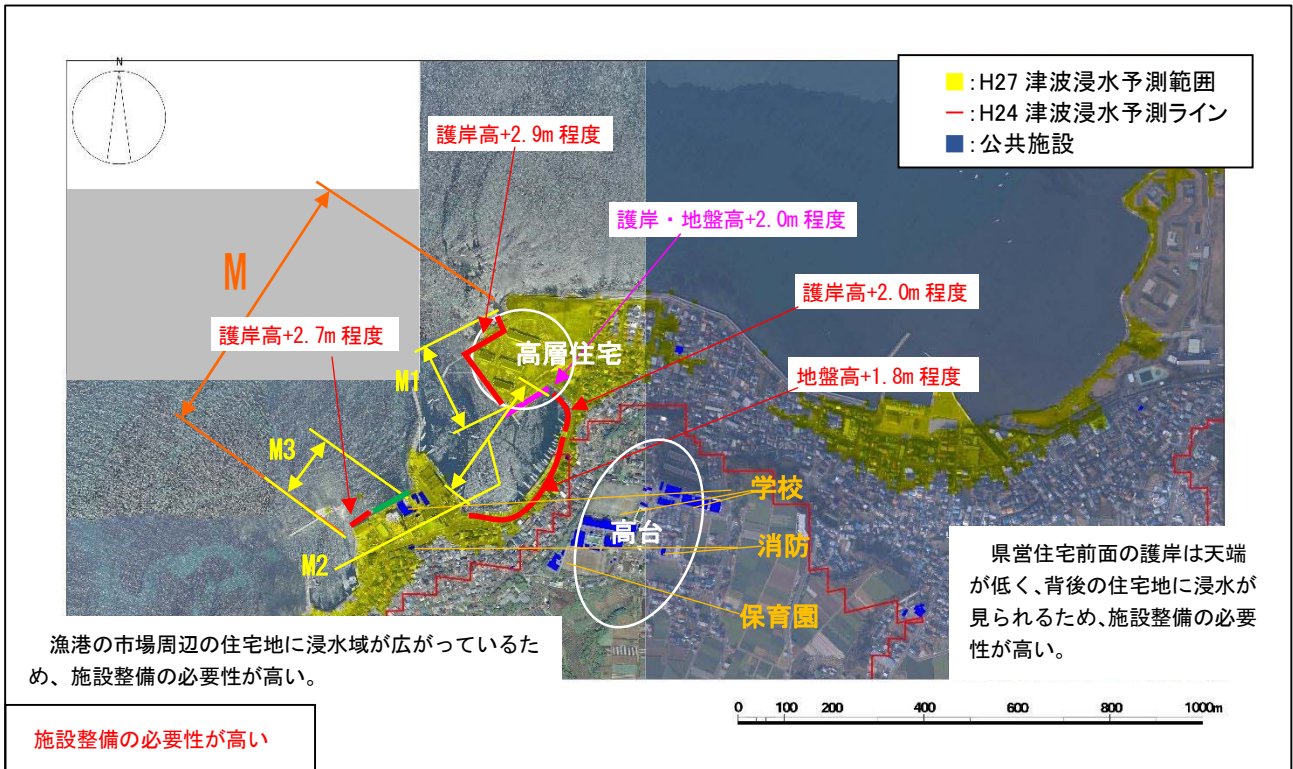 N
■:H27 津波浸水予測範囲
―:H24 津波浸水予測ライン
■:公共施設
護岸高+2.9m 程度
護岸・地盤高+2.0m 程度
M
護岸高+2.0m 程度
護岸高+2.7m 程度
高層住宅
地盤高+1.8m 程度
M1
M3
学校
高台
消防
M2
保育園
県営住宅前面の護岸は天端
が低く、背後の住宅地に浸水が
見られるため、施設整備の必要
性が高い。
漁港の市場周辺の住宅地に浸水域が広がっているた
め、施設整備の必要性が高い。
0 100 200 400 600 800 1000m
施設整備の必要性が高い